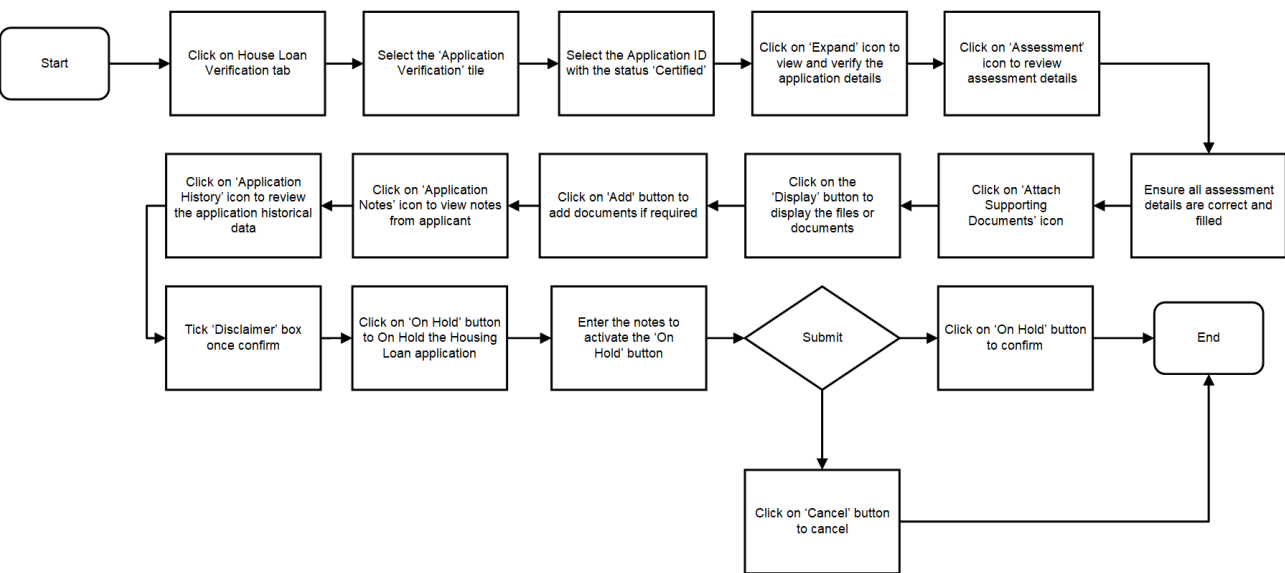 Start
Click on House Loan
Verification tab
Select the ‘Application
Verification’ tile
Select the Application ID
with the status ‘Certified’
Click on ‘Expand’ icon to
view and verify the
application details
Click on ‘Assessment’
icon to review
assessment details
Ensure all assessment
details are correct and
filled
Click on ‘Attach
Supporting
Documents’ icon
Click on the
‘Display’ button to
display the files or
documents
Click on 'Add' button to
add documents if required
Click on ‘Application
Notes’ icon to view notes
from applicant
Click on ‘Application
History’ icon to review
the application historical
data
Tick ‘Disclaimer’ box
once confirm
Click on ‘On Hold’ button
to On Hold the Housing
Loan application
Enter the notes to
activate the ‘On
Hold’ button
Submit
Click on ‘On Hold’ button
to confirm
End
Click on ‘Cancel’ button
to cancel